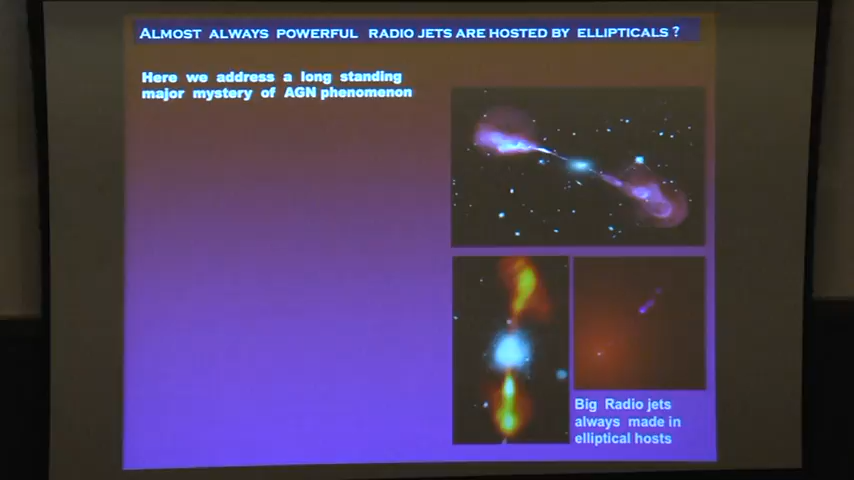 ALMOST ALWAYS POWERFUL RADIO JETS ARE HOSTED BY ELLIPTICALS ?
Here we address a long standing
major mystery of AGN phenomenon
Big Radio jets
always made in
elliptical hosts